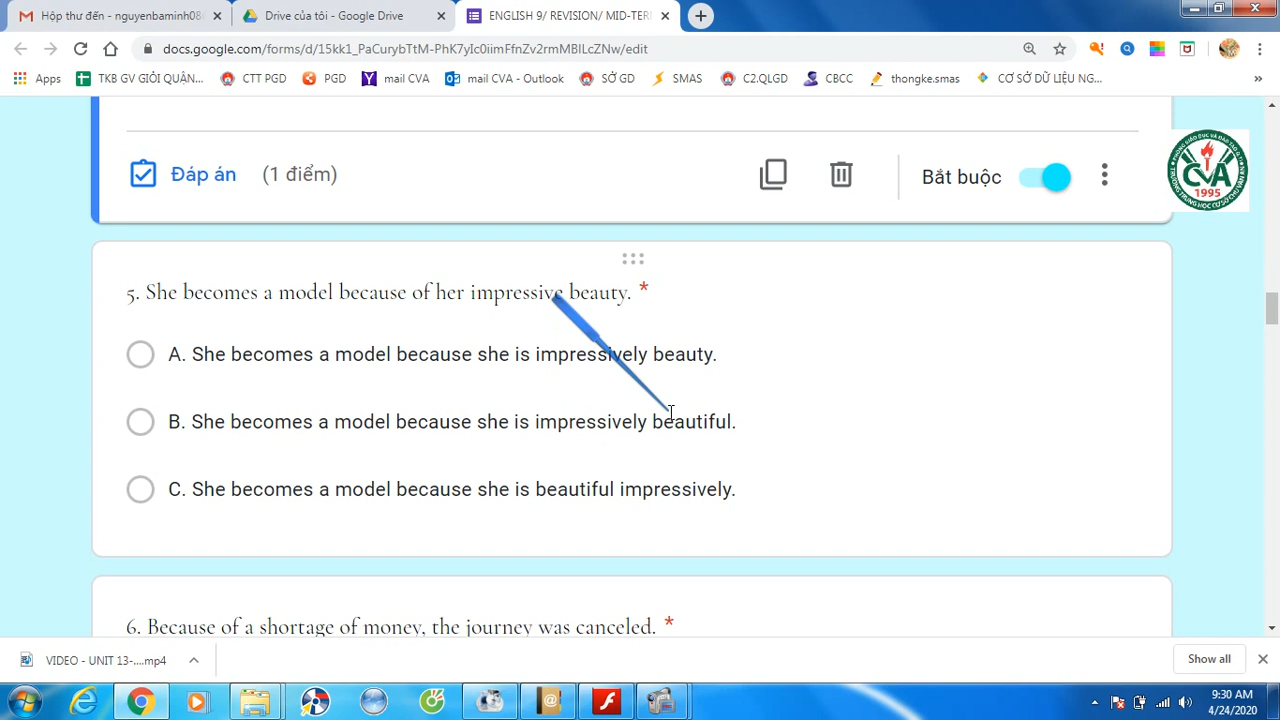 Hộp thư đến - nguyenbaminh08
Drive của tôi - Google Drive
ENGLISH 9/ REVISION/ MID-TER
docs.google.com/forms/d/15kk1_PaCurybTtM-PhK7yIcDtlnFfnZv2rmMBlLcZNw/edit
Apps
TKB GV GIỎI QUẬN...
CTT PGD
PGD
mail CVA
mail CVA - Outlook
SỞ GD
SMAS
C2.QLGD
CBCC
thongke.smas
CƠ SỞ DỮ LIỆU NG...
»
Đáp án (1 điểm)
Bắt buộc
CVA
1995
5. She becomes a model because of her impressive beauty. *
A. She becomes a model because she is impressively beauty.
B. She becomes a model because she is impressively beautiful.
C. She becomes a model because she is beautiful impressively.
6. Because of a shortage of money, the journey was canceled. *
VIDEO - UNIT 13-....mp4
Show all
9:30 AM
4/24/2020